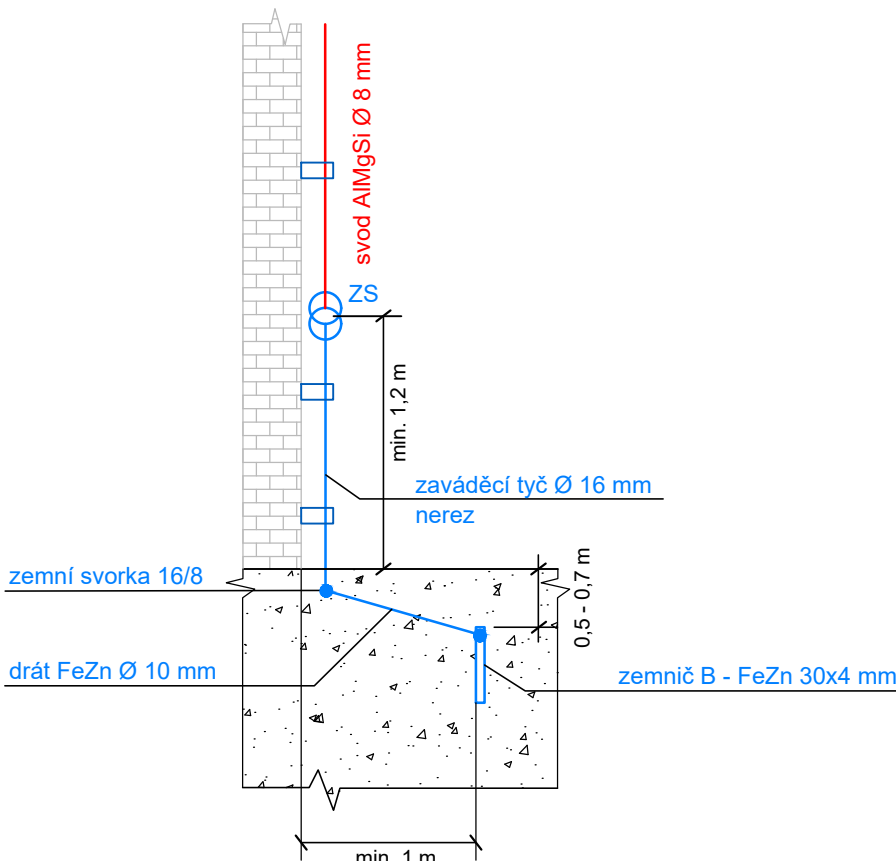 svod AlMgSi Ø 8 mm
ZS
min. 1,2 m
zaváděcí tyč Ø 16 mm
nerez
zemní svorka 16/8
0,5 - 0,7 m
drát FeZn Ø 10 mm
zemnič B - FeZn 30x4 mm
min. 1 m